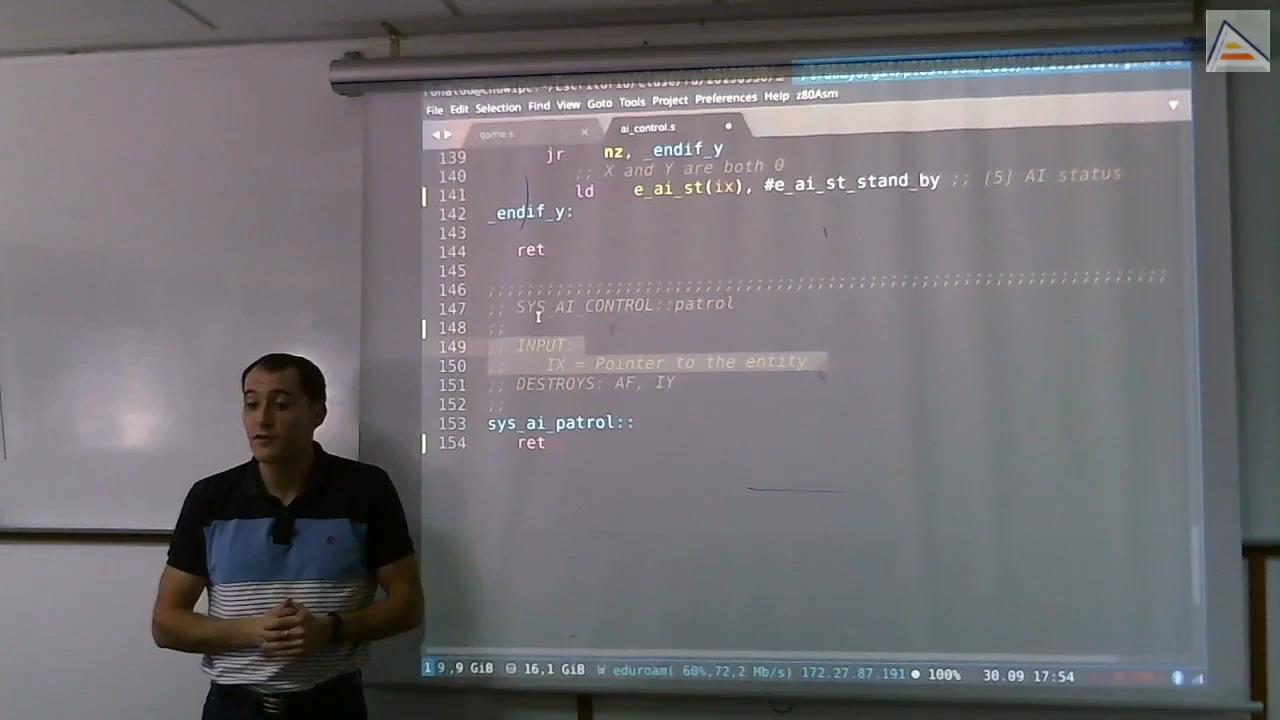 File Edit Selection Find View Goto Tools Project Preferences Help z80Asm
game.s × ai_control.s
139 jr nz, _endif_y
140 ;; X and Y are both 0
141 ld e_ai_st(ix), #e_ai_st_stand_by ;; [5] AI status
142 _endif_y:
143
144 ret
145
146 ;;;;;;;;;;;;;;;;;;;;;;;;;;;;;;;;;;;;;;;;;;;;;;;;;;;;;;;;;;;;;;;;;;;;;;
147 ;; SYS_AI_CONTROL::patrol
148 ;;
149 ;; INPUT:
150 ;; IX = Pointer to the entity
151 ;; DESTROYS: AF, IY
152 ;;
153 sys_ai_patrol::
154 ret
1 9,9 GiB 16,1 GiB W eduroam( 60%,72,2 Mb/s) 172.27.87.191 100% 30.09 17:54